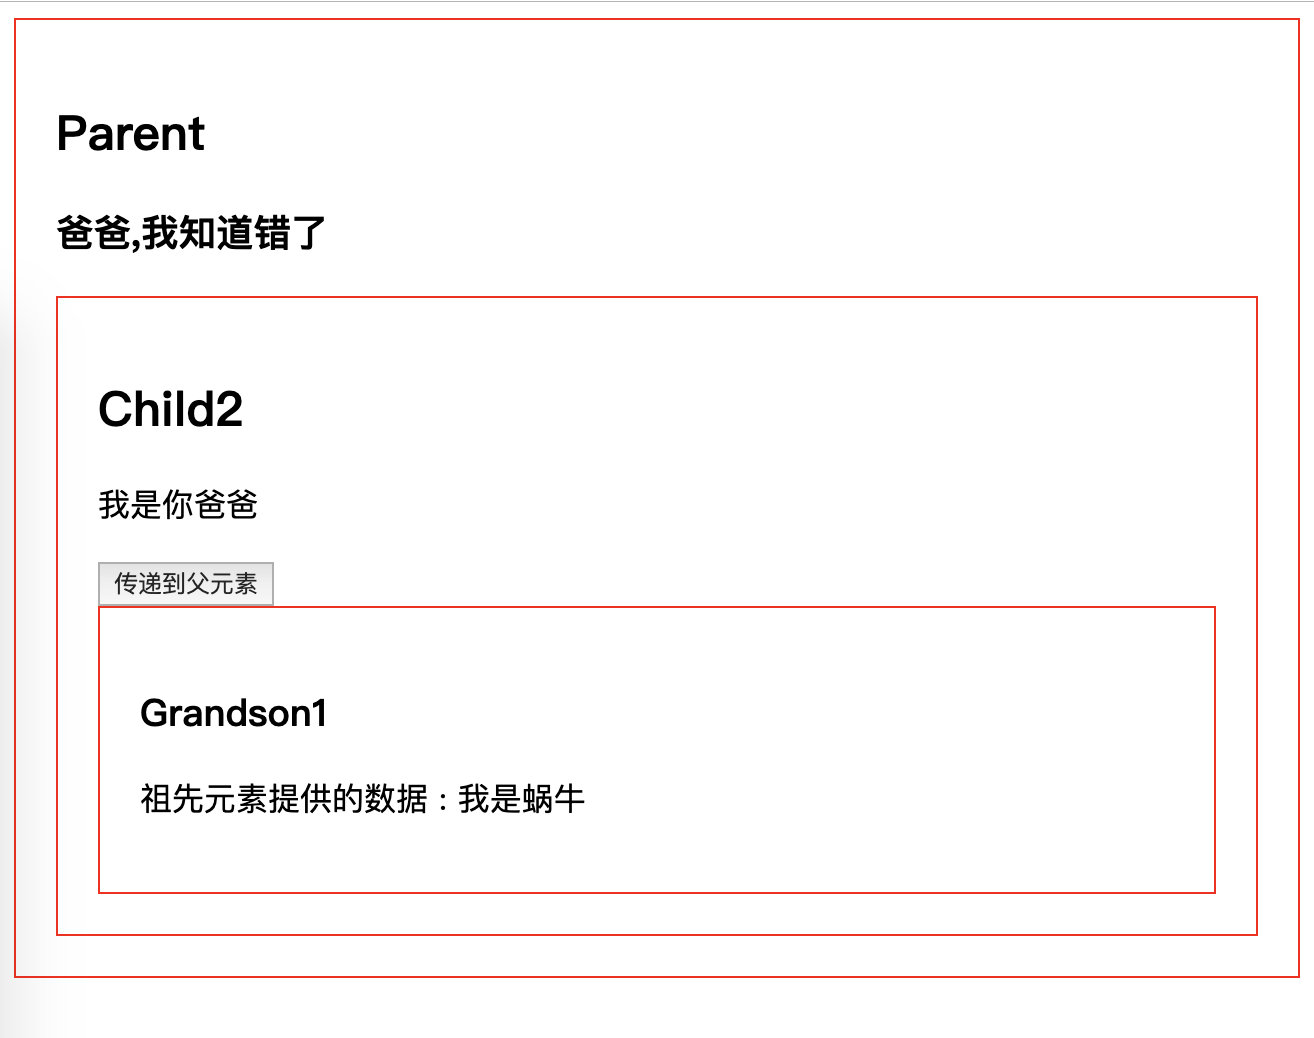 Parent
爸爸,我知道错了
Child2
我是你爸爸
传递到父元素
Grandson1
祖先元素提供的数据：我是蜗牛